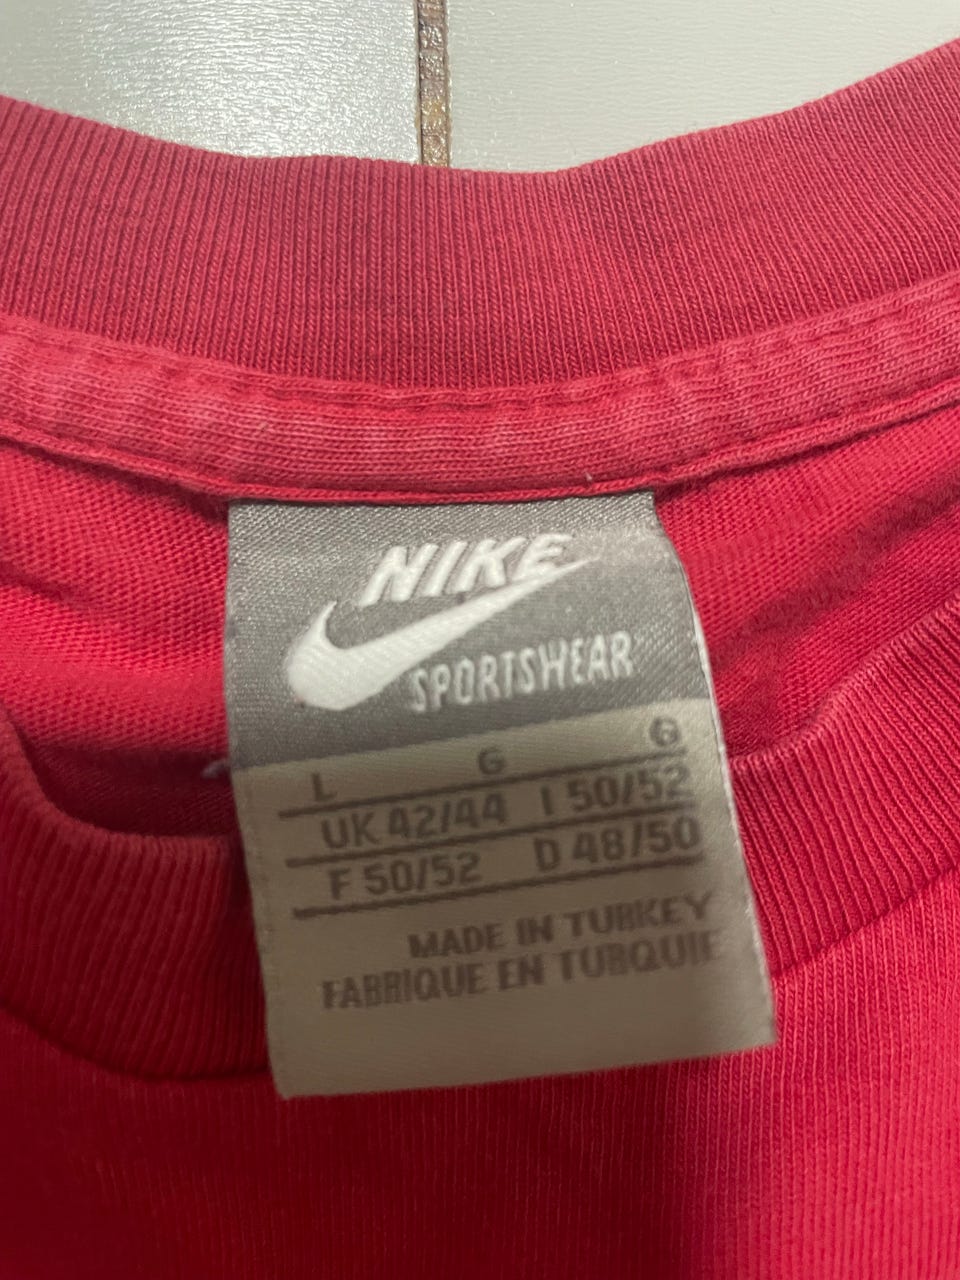 NIKE
SPORTSWEAR
L G G
UK 42/44 I 50/52
F 50/52 D 48/50
MADE IN TURKEY
FABRIQUE EN TURQUIE